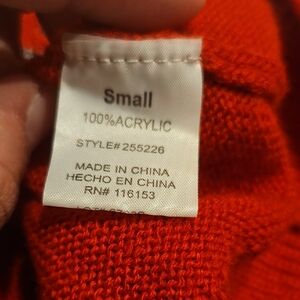 Small
100%ACRYLIC
STYLE#255226
MADE IN CHINA
HECHO EN CHINA
RN# 116153